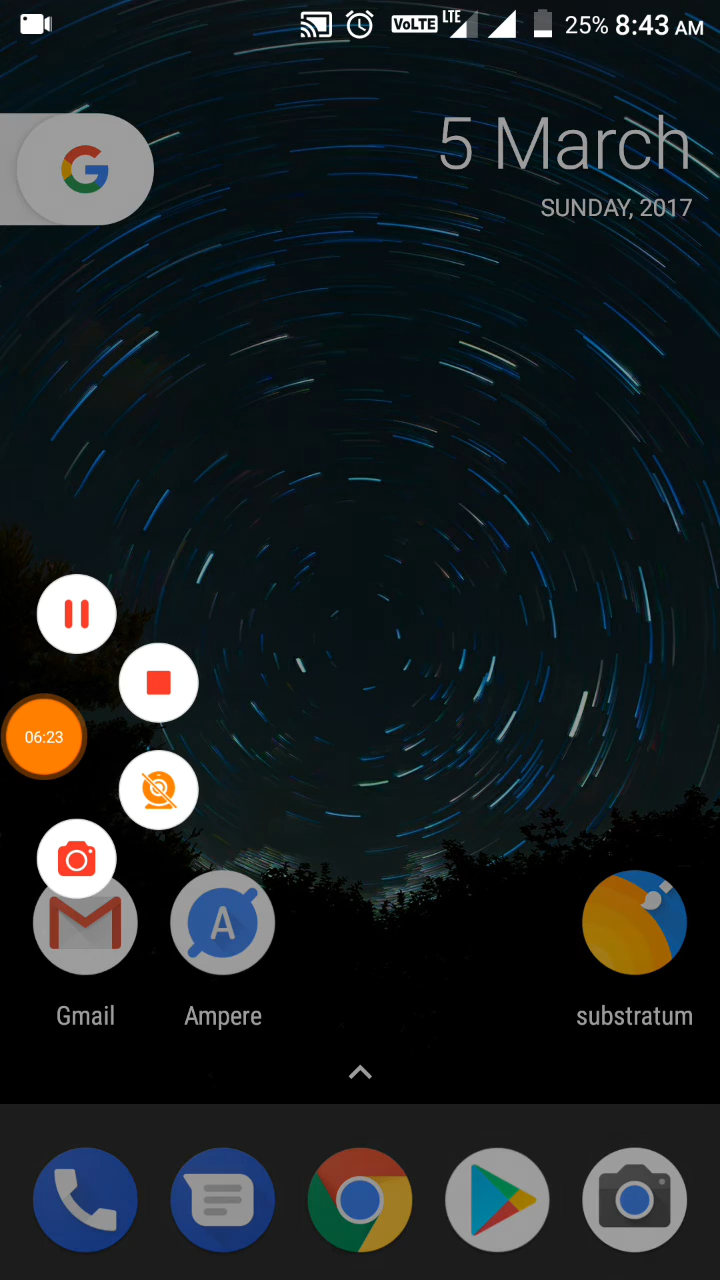 VoLTE LTE 25% 8:43 AM
G
5 March
SUNDAY, 2017
06:23
A
Gmail
Ampere
substratum